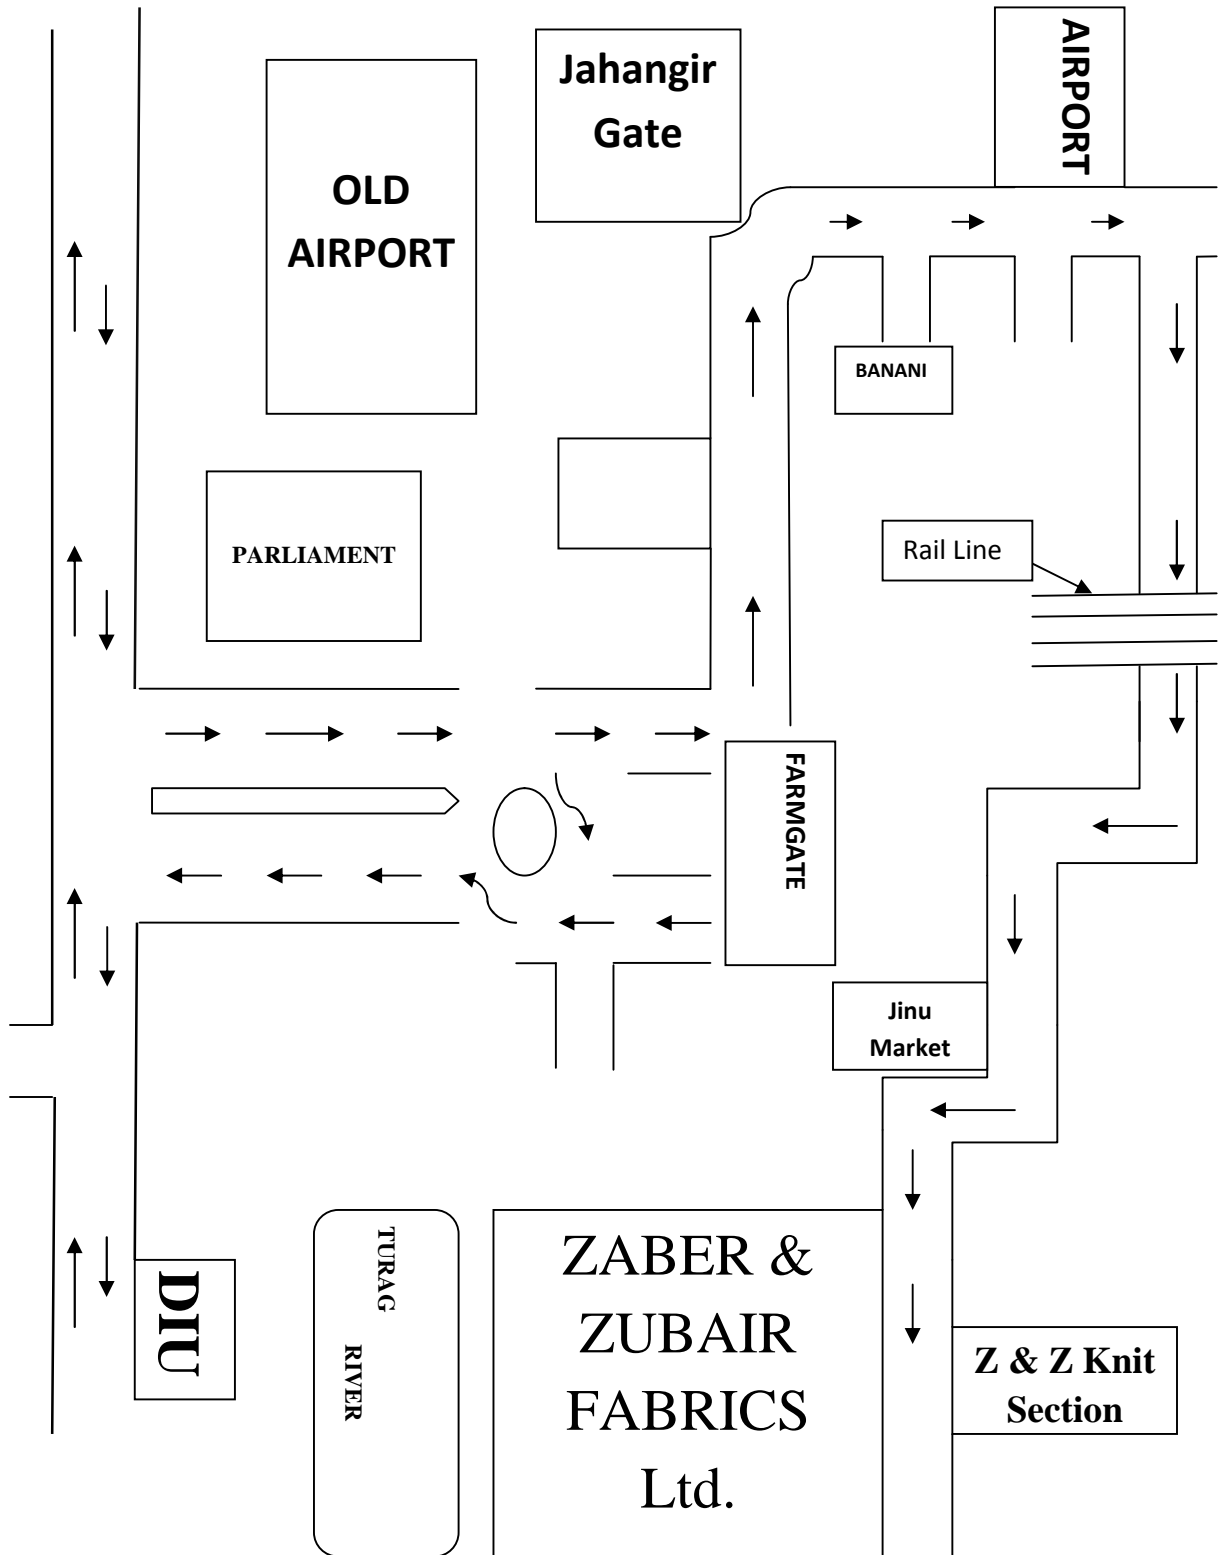 AIRPORT
Jahangir
Gate
OLD
AIRPORT
BANANI
Rail Line
PARLIAMENT
FARMGATE
Jinu
Market
TURAG
RIVER
DIU
ZABER &
ZUBAIR
FABRICS
Ltd.
Z & Z Knit
Section